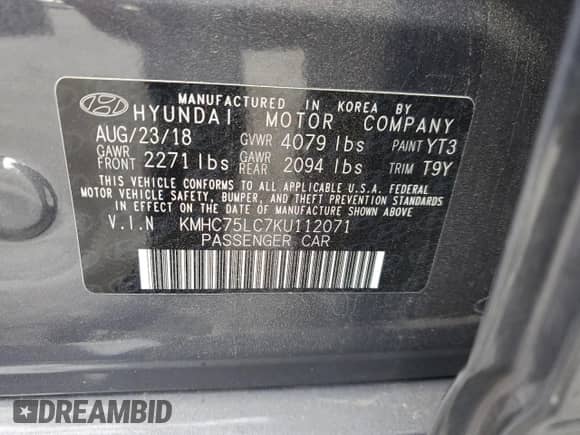 MANUFACTURED IN KOREA BY
HYUNDAI MOTOR COMPANY
AUG/23/18 GVWR 4079 lbs PAINT YT3
GAWR FRONT 2271 lbs GAWR REAR 2094 lbs TRIM T9Y
THIS VEHICLE CONFORMS TO ALL APPLICABLE U.S.A. FEDERAL
MOTOR VEHICLE SAFETY, BUMPER, AND THEFT PREVENTION STANDARDS
IN EFFECT ON THE DATE OF MANUFACTURE SHOWN ABOVE.
V.I.N KMHC75LC7KU112071
PASSENGER CAR
DREAMBID